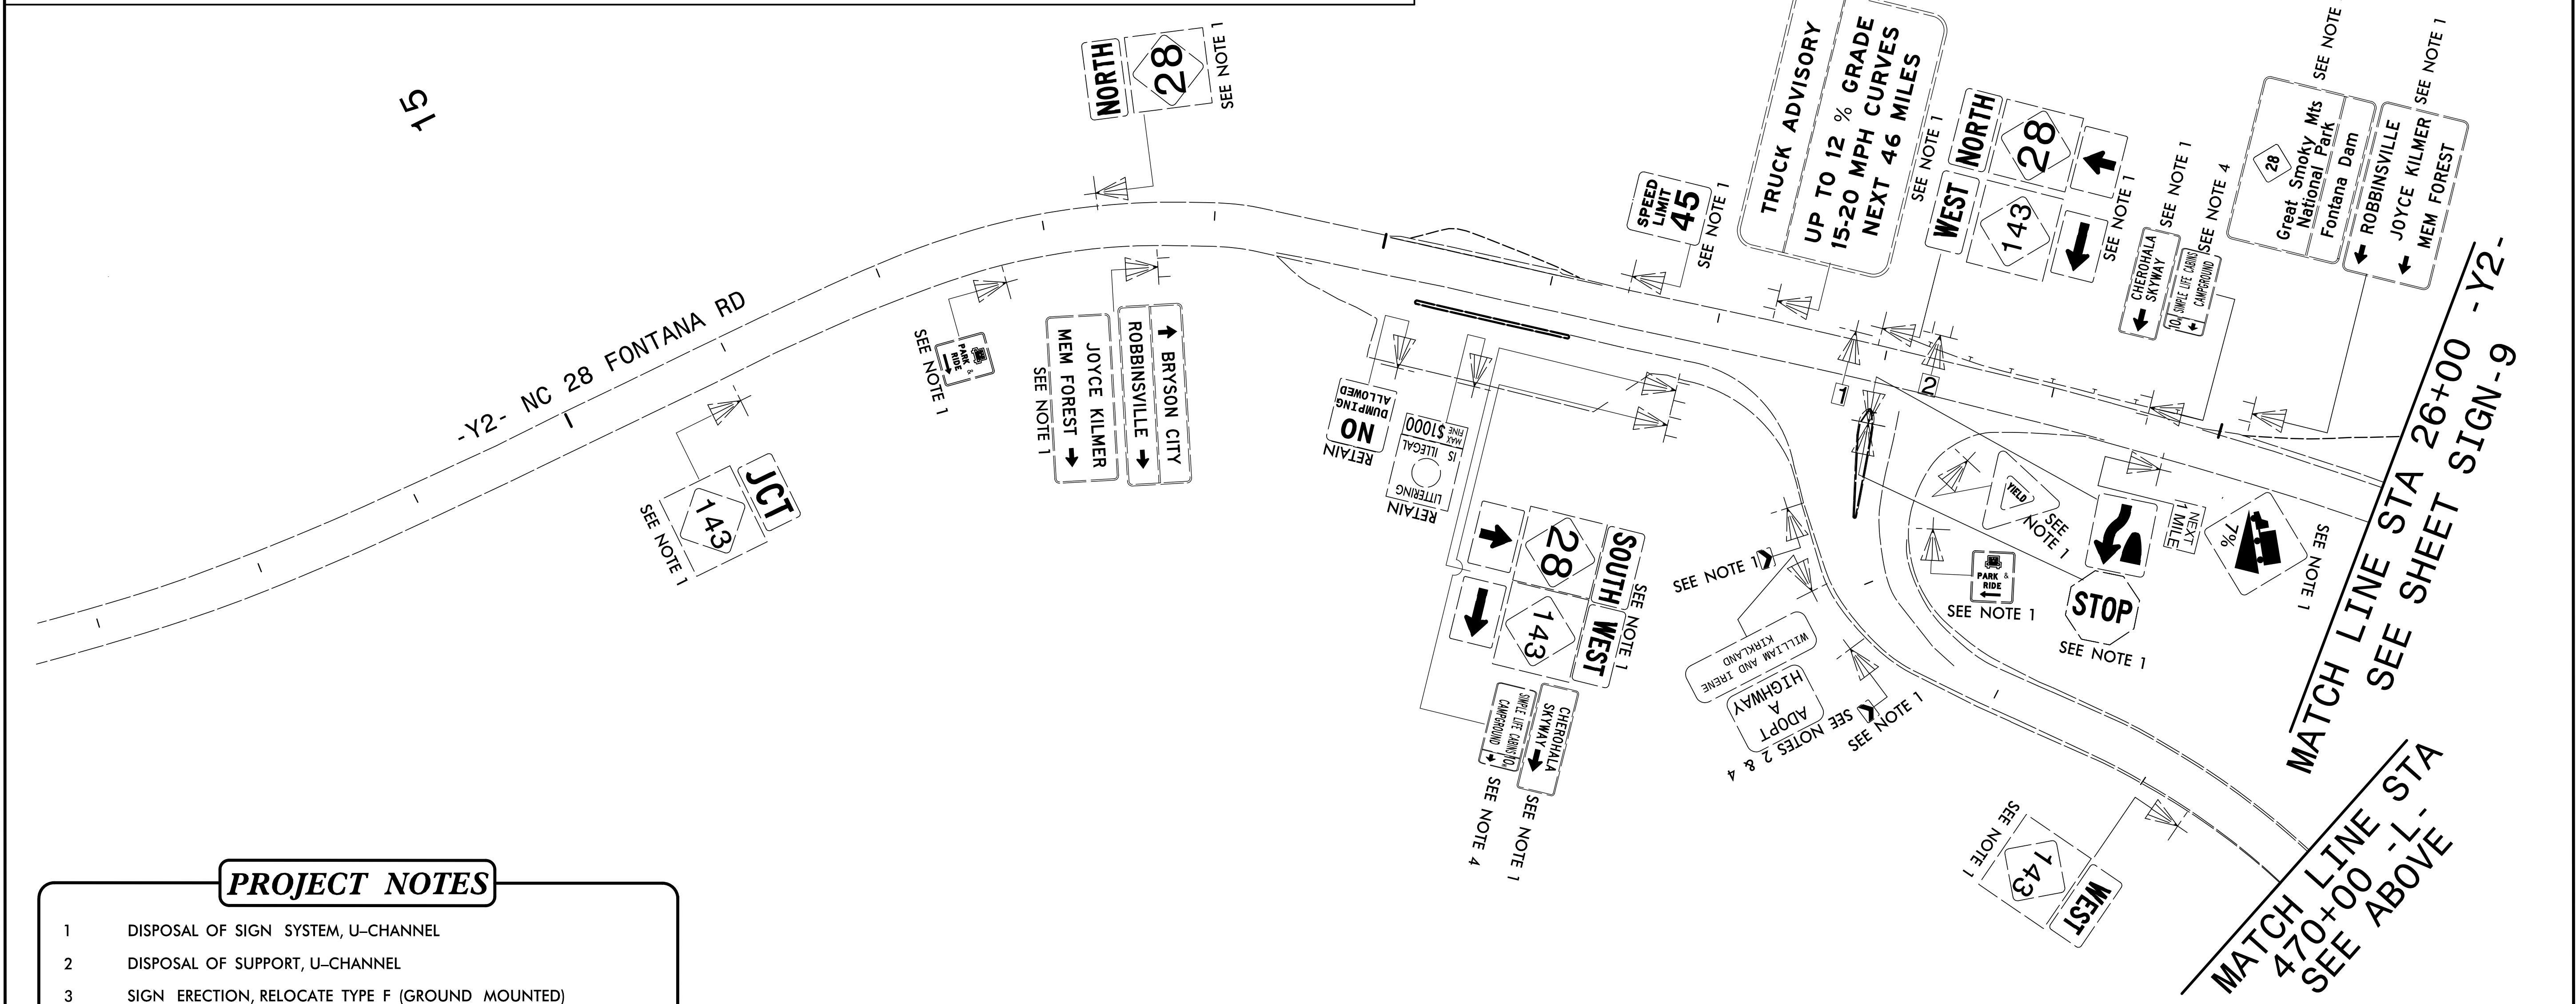 15
-Y2- NC 28 FONTANA RD
NORTH
28
SEE NOTE 1
JCT
143
SEE NOTE 1
PARK &
RIDE
SEE NOTE 1
BRYSON CITY
ROBBINSVILLE
JOYCE KILMER
MEM FOREST
SEE NOTE 1
NO
DUMPING
ALLOWED
RETAIN
LITTERING
IS
ILLEGAL
MAX
FINE
$1000
RETAIN
SOUTH
28
WEST
143
SEE NOTE 1
CHEROHALA
SKYWAY
SEE NOTE 1
SIMPLE LIFE CABINS
CAMPGROUND
SEE NOTE 4
SPEED
LIMIT
45
SEE NOTE 1
TRUCK ADVISORY
UP TO 12 % GRADE
15-20 MPH CURVES
NEXT 46 MILES
SEE NOTE 1
NORTH
28
WEST
143
SEE NOTE 1
1
2
CHEROHALA
SKYWAY
SEE NOTE 1
SIMPLE LIFE CABINS
CAMPGROUND
SEE NOTE 4
28
Great Smoky Mts
National Park
Fontana Dam
SEE NOTE
ROBBINSVILLE
JOYCE KILMER
MEM FOREST
SEE NOTE 1
YIELD
SEE
NOTE 1
PARK &
RIDE
SEE NOTE 1
STOP
SEE NOTE 1
NEXT
1 MILE
7%
SEE NOTE 1
SEE NOTE 1
WILLIAM AND IRENE
KIRKLAND
ADOPT
A
HIGHWAY
SEE NOTES 2 & 4
SEE NOTE 1
WEST
143
SEE NOTE 1
MATCH LINE STA 26+00 -Y2-
SEE SHEET SIGN-9
MATCH LINE STA
470+00 -L-
SEE ABOVE
PROJECT NOTES
1 DISPOSAL OF SIGN SYSTEM, U-CHANNEL
2 DISPOSAL OF SUPPORT, U-CHANNEL
3 SIGN ERECTION, RELOCATE TYPE F (GROUND MOUNTED)